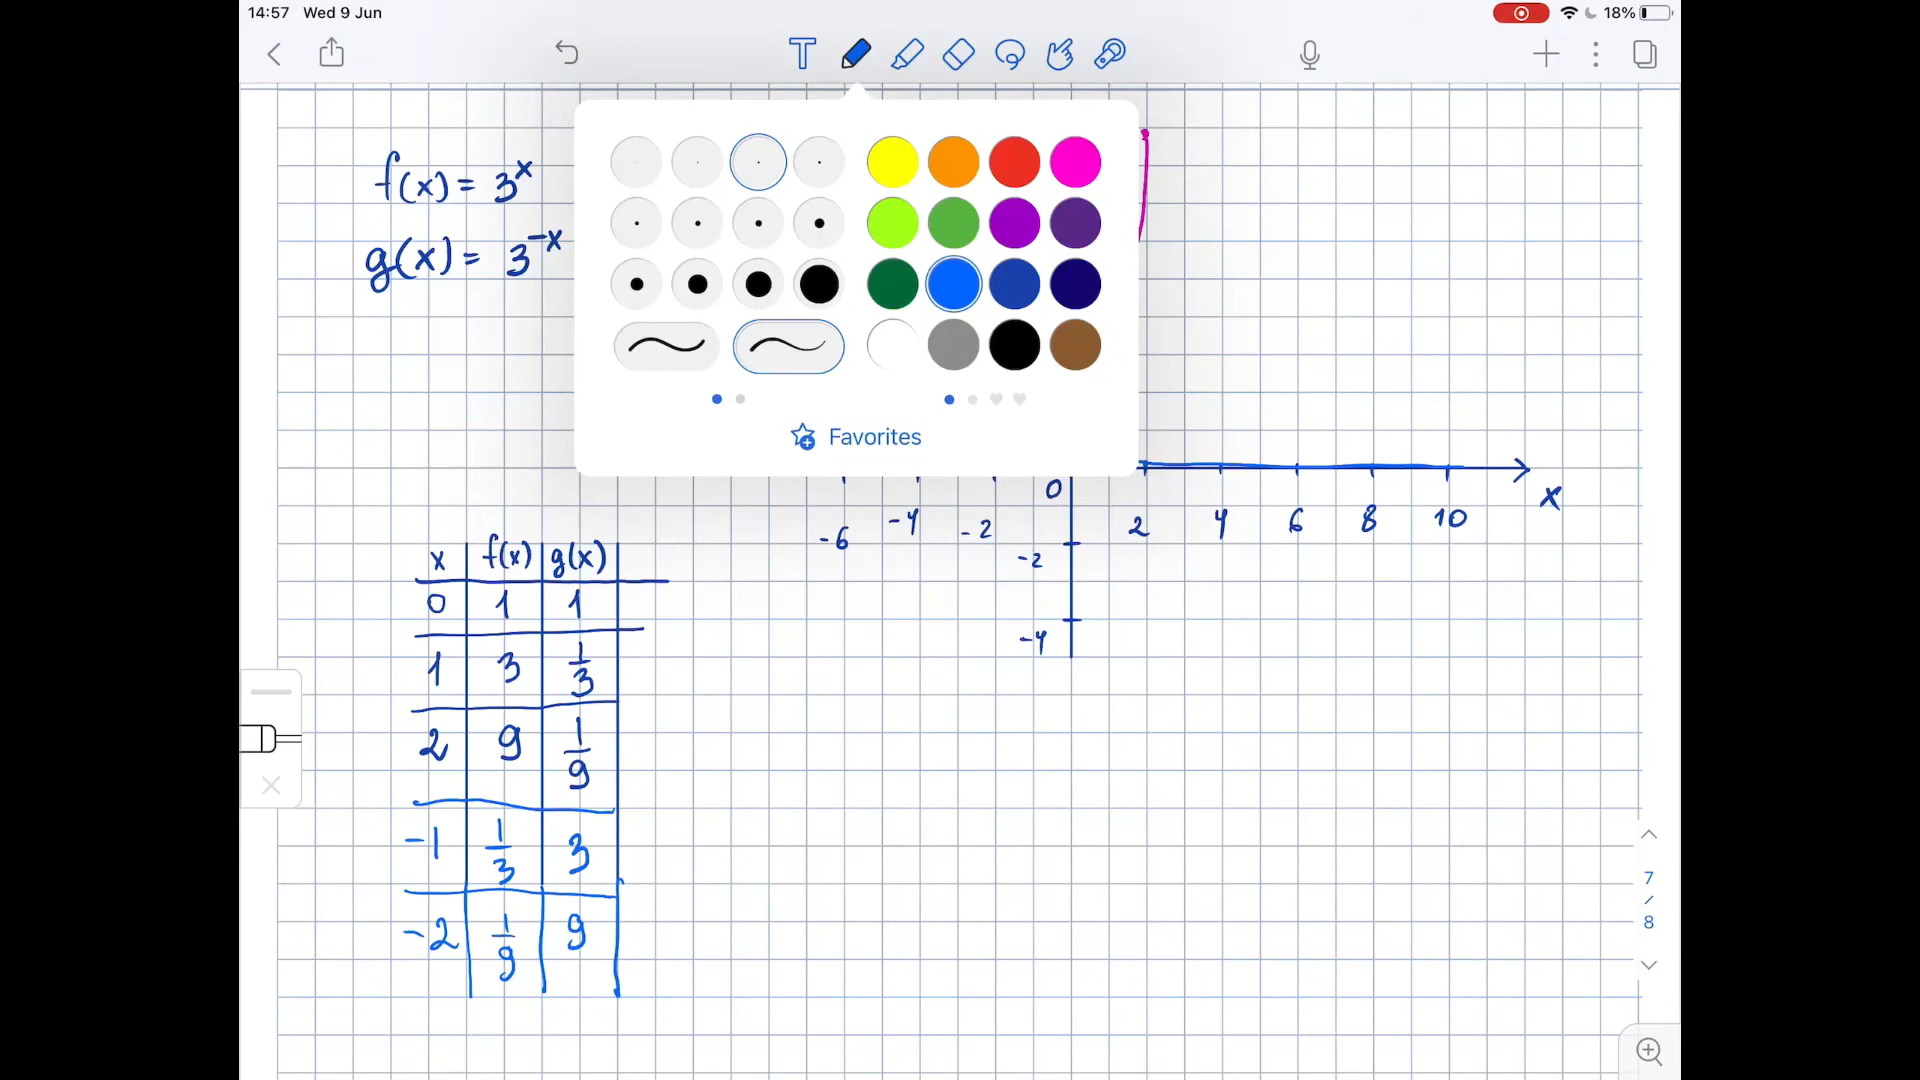 14:57 Wed 9 Jun 18%
T
f(x) = 3^x
g(x) = 3^-x
Favorites
0
x
-6 -4 -2 2 4 6 8 10
-2
-4
x f(x) g(x)
0 1 1
1 3 1/3
2 9 1/9
-1 1/3 3
-2 1/9 9
7
/
8